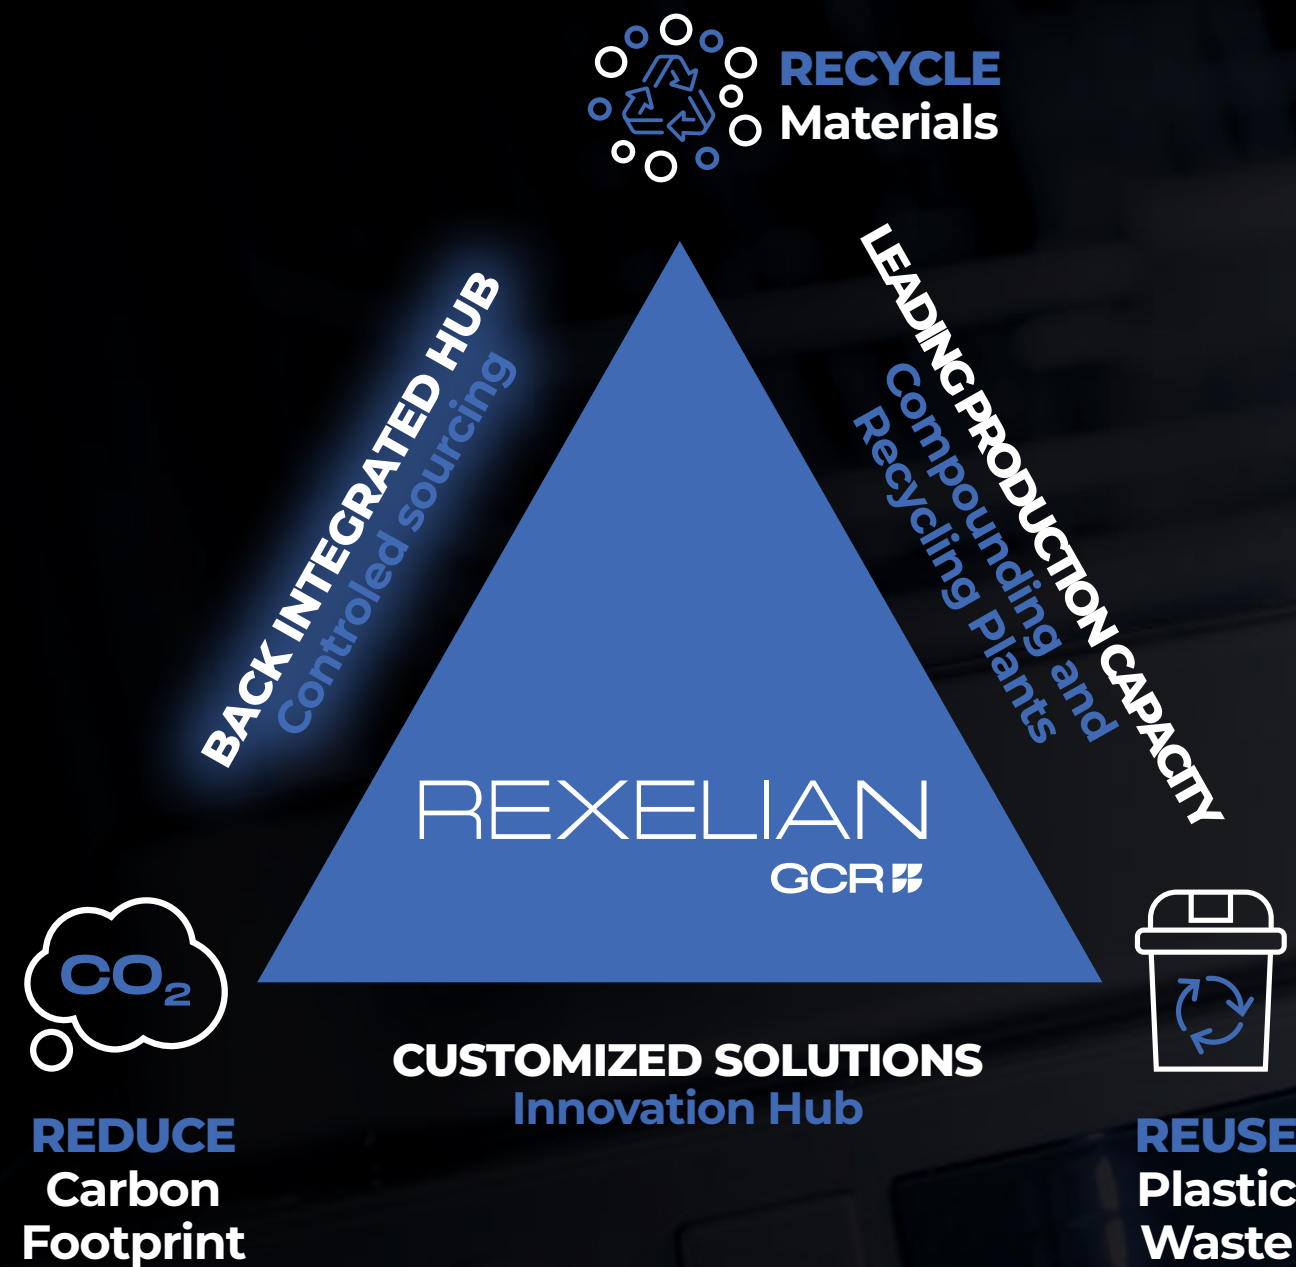 RECYCLE
Materials
BACK INTEGRATED HUB
Controled sourcing
LEADING PRODUCTION CAPACITY
Compounding and
Recycling Plants
REXELIAN
GCR
CO₂
REDUCE
Carbon
Footprint
CUSTOMIZED SOLUTIONS
Innovation Hub
REUSE
Plastic
Waste